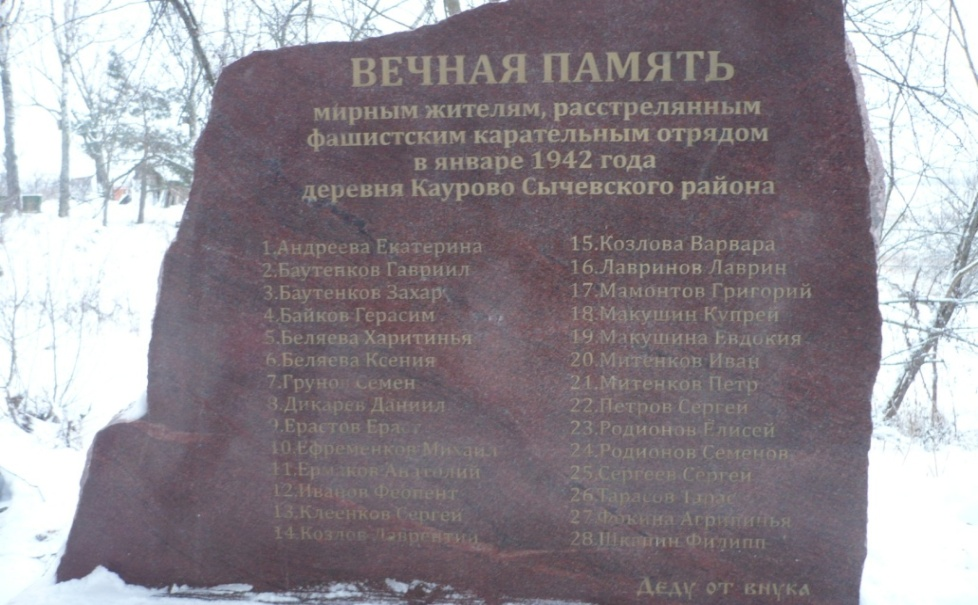 ВЕЧНАЯ ПАМЯТЬ
мирным жителям, расстрелянным
фашистским карательным отрядом
в январе 1942 года
деревня Каурово Сычевского района
1.Андреева Екатерина
2.Баутенков Гавриил
3.Баутенков Захар
4.Байков Герасим
5.Беляева Харитинья
6.Беляева Ксения
7.Грунов Семен
8.Дикарев Даниил
9.Ерастов Ераст
10.Ефременков Михаил
11.Ермаков Анатолий
12.Иванов Феопент
13.Клеенков Сергей
14.Козлов Лаврентий
15.Козлова Варвара
16.Лавринов Лаврин
17.Мамонтов Григорий
18.Макушин Купрей
19.Макушина Евдокия
20.Митенков Иван
21.Митенков Петр
22.Петров Сергей
23.Родионов Елисей
24.Родионов Семенов
25.Сергеев Сергей
26.Тарасов Тарас
27.Фокина Агрипинья
28.Шкапин Филипп
Деду от внука